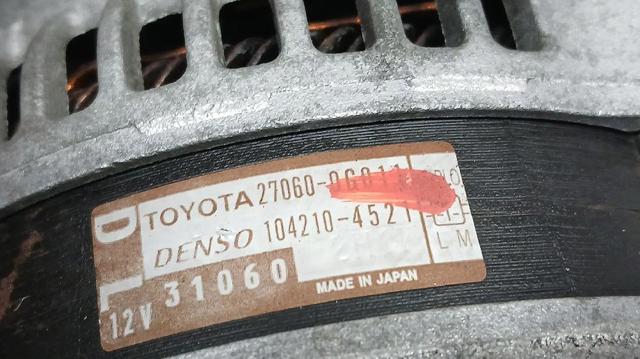 D
TOYOTA 27060-0G011
DENSO 104210-4521
L M
12V 31060
MADE IN JAPAN